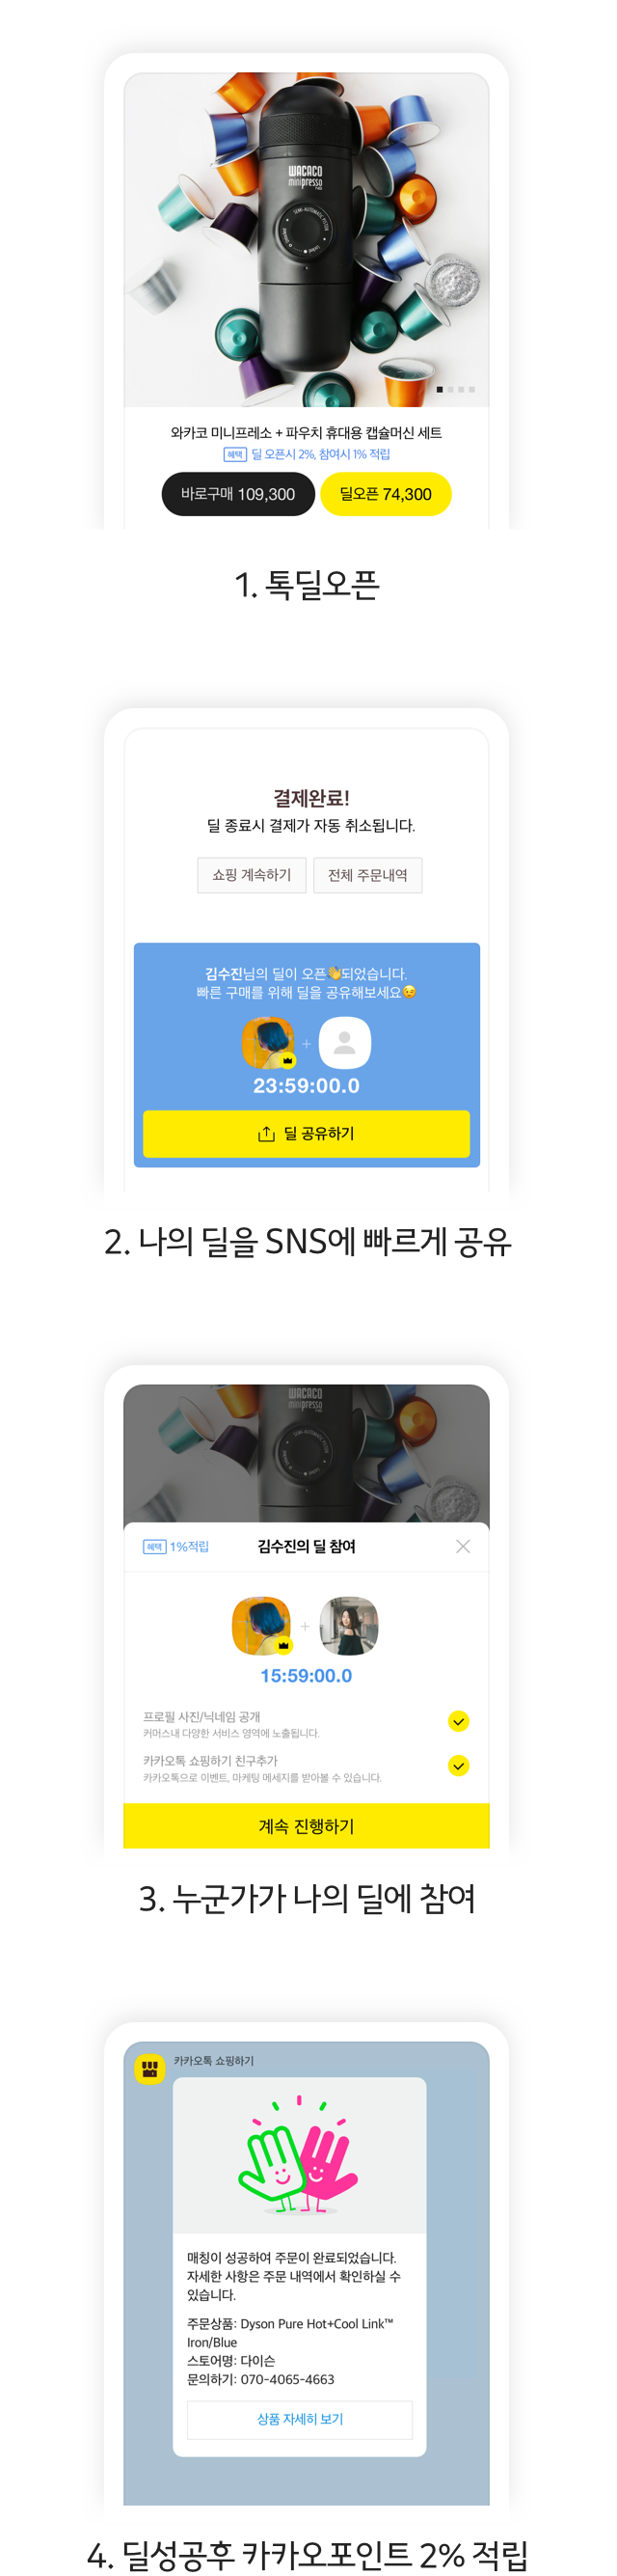 WACACO
minipresso
와카코 미니프레소 + 파우치 휴대용 캡슐머신 세트
혜택 딜 오픈시 2%, 참여시 1% 적립
바로구매 109,300 딜오픈 74,300
1. 톡딜오픈
결제완료!
딜 종료시 결제가 자동 취소됩니다.
쇼핑 계속하기 전체 주문내역
김수진님의 딜이 오픈👋되었습니다.
빠른 구매를 위해 딜을 공유해보세요😉
+
23:59:00.0
딜 공유하기
2. 나의 딜을 SNS에 빠르게 공유
WACACO
minipresso
혜택 1%적립 김수진의 딜 참여
+
15:59:00.0
프로필 사진/닉네임 공개
커머스내 다양한 서비스 영역에 노출됩니다.
카카오톡 쇼핑하기 친구추가
카카오톡으로 이벤트, 마케팅 메세지를 받아볼 수 있습니다.
계속 진행하기
3. 누군가가 나의 딜에 참여
카카오톡 쇼핑하기
매칭이 성공하여 주문이 완료되었습니다.
자세한 사항은 주문 내역에서 확인하실 수
있습니다.
주문상품: Dyson Pure Hot+Cool Link™
Iron/Blue
스토어명: 다이슨
문의하기: 070-4065-4663
상품 자세히 보기
4. 딜성공후 카카오포인트 2% 적립